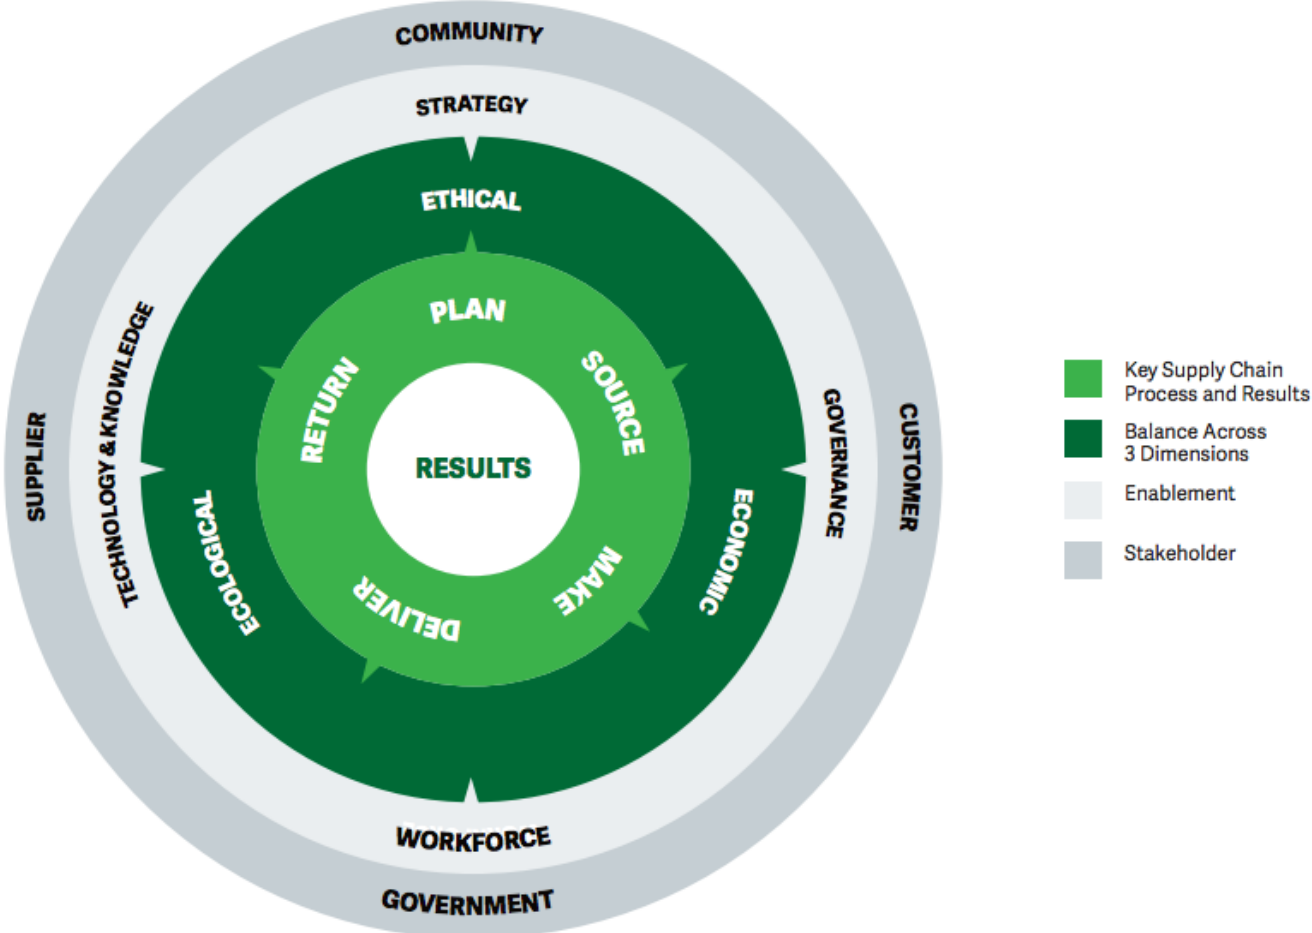 COMMUNITY
STRATEGY
ETHICAL
PLAN
SOURCE
RETURN
RESULTS
MAKE
DELIVER
TECHNOLOGY & KNOWLEDGE
GOVERNANCE
SUPPLIER
CUSTOMER
ECOLOGICAL
ECONOMIC
WORKFORCE
GOVERNMENT
Key Supply Chain
Process and Results
Balance Across
3 Dimensions
Enablement
Stakeholder